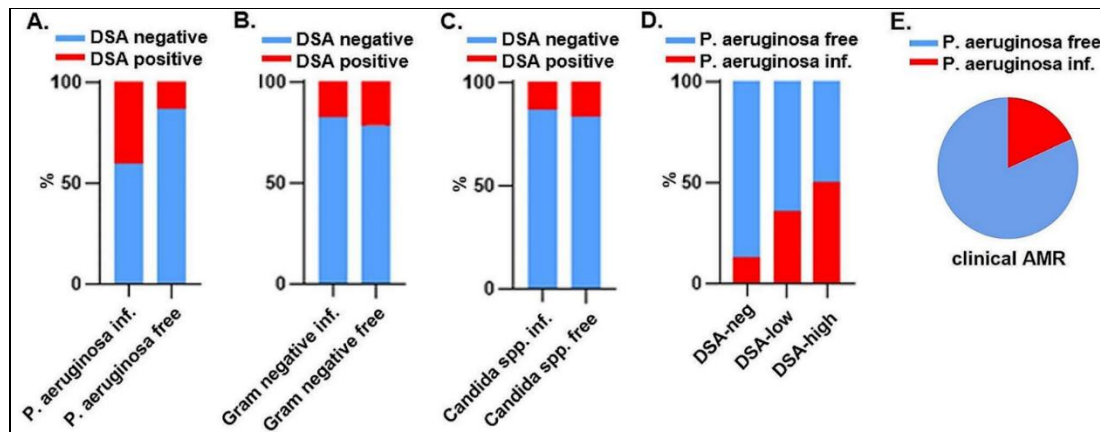 A.
DSA negative
DSA positive
100
50
0
%
P. aeruginosa inf.
P. aeruginosa free
B.
DSA negative
DSA positive
100
50
0
%
Gram negative inf.
Gram negative free
C.
DSA negative
DSA positive
100
50
0
%
Candida spp. inf.
Candida spp. free
D.
P. aeruginosa free
P. aeruginosa inf.
100
50
0
%
DSA-neg
DSA-low
DSA-high
E.
P. aeruginosa free
P. aeruginosa inf.
clinical AMR